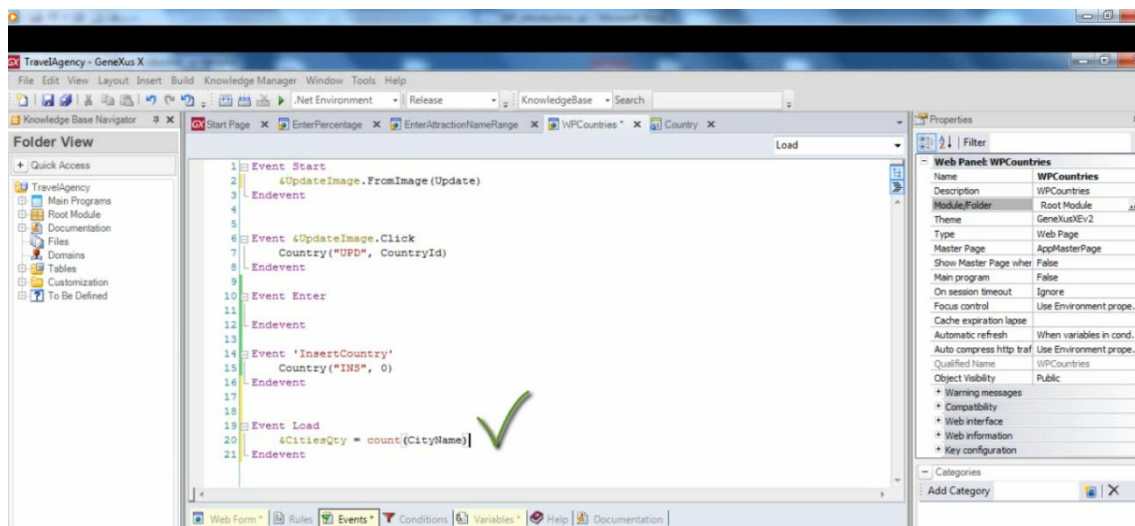 TravelAgency - GeneXus X
File Edit View Layout Insert Build Knowledge Manager Window Tools Help
.Net Environment Release KnowledgeBase Search
Knowledge Base Navigator
Start Page EnterPercentage EnterAttractionNameRange WPCountries * Country
Load
Folder View
Quick Access
TravelAgency
Main Programs
Root Module
Documentation
Files
Domains
Tables
Customization
To Be Defined
1 Event Start
2 &UpdateImage.FromImage(Update)
3 Endevent
4
5
6 Event &UpdateImage.Click
7 Country("UPD", CountryId)
8 Endevent
9
10 Event Enter
11
12 Endevent
13
14 Event 'InsertCountry'
15 Country("INS", 0)
16 Endevent
17
18
19 Event Load
20 &CitiesQty = count(CityName)
21 Endevent
Web Form * Rules Events * Conditions Variables * Help Documentation
Properties
Filter
Web Panel: WPCountries
Name WPCountries
Description WPCountries
Module/Folder Root Module
Theme GeneXusXEv2
Type Web Page
Master Page AppMasterPage
Show Master Page wher False
Main program False
On session timeout Ignore
Focus control Use Environment prope.
Cache expiration lapse
Automatic refresh When variables in cond.
Auto compress http traf Use Environment prope.
Qualified Name WPCountries
Object Visibility Public
Warning messages
Compatibility
Web interface
Web information
Key configuration
Categories
Add Category